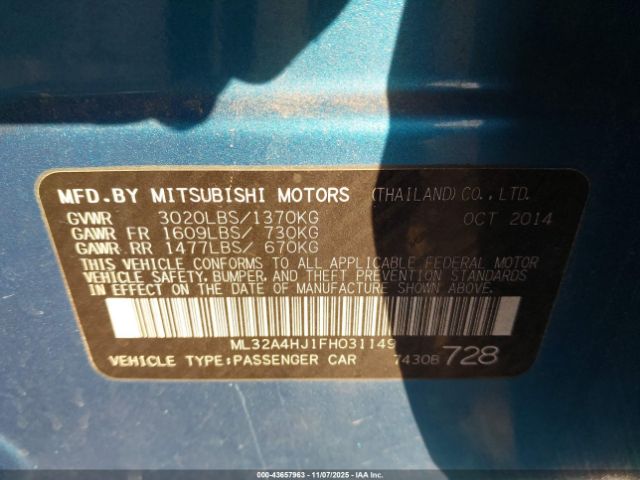 MFD.BY MITSUBISHI MOTORS (THAILAND)CO.,LTD.
GVWR 3020LBS/1370KG OCT 2014
GAWR FR 1609LBS/ 730KG
GAWR RR 1477LBS/ 670KG
THIS VEHICLE CONFORMS TO ALL APPLICABLE FEDERAL MOTOR
VEHICLE SAFETY, BUMPER, AND THEFT PREVENTION STANDARDS
IN EFFECT ON THE DATE OF MANUFACTURE SHOWN ABOVE.
ML32A4HJ1FH031149
VEHICLE TYPE:PASSENGER CAR 7430B 728
000-43657963 - 11/07/2025 - © IAA Inc.